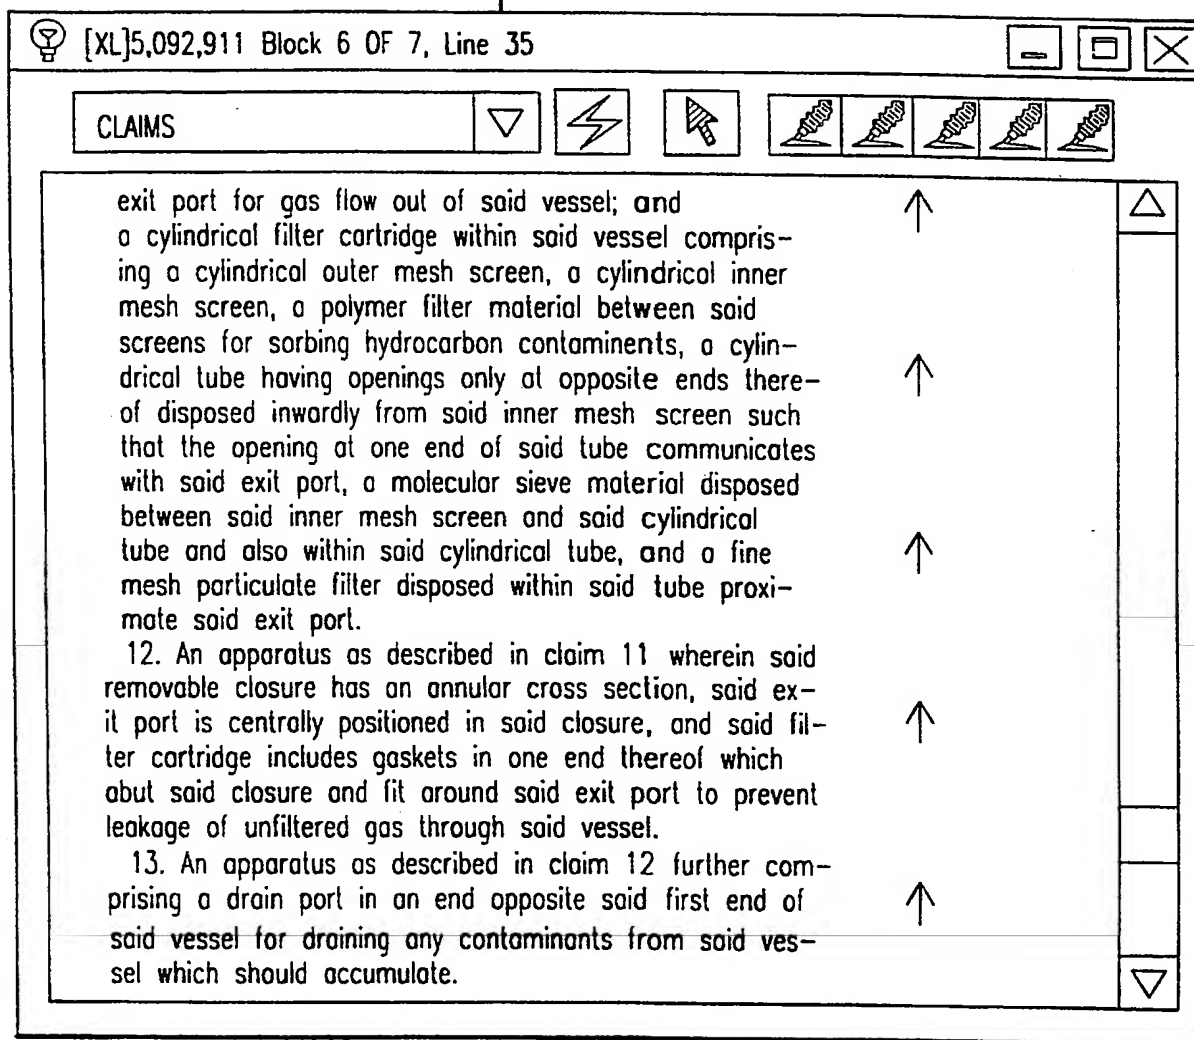 [XL]5,092,911 Block 6 OF 7, Line 35
CLAIMS
exit port for gas flow out of said vessel; and
a cylindrical filter cartridge within said vessel compris-
ing a cylindrical outer mesh screen, a cylindrical inner
mesh screen, a polymer filter material between said
screens for sorbing hydrocarbon contaminents, a cylin-
drical tube having openings only at opposite ends there-
of disposed inwardly from said inner mesh screen such
that the opening at one end of said tube communicates
with said exit port, a molecular sieve material disposed
between said inner mesh screen and said cylindrical
tube and also within said cylindrical tube, and a fine
mesh particulate filter disposed within said tube proxi-
mate said exit port.
12. An apparatus as described in claim 11 wherein said
removable closure has an annular cross section, said ex-
it port is centrally positioned in said closure, and said fil-
ter cartridge includes gaskets in one end thereof which
abut said closure and fit around said exit port to prevent
leakage of unfiltered gas through said vessel.
13. An apparatus as described in claim 12 further com-
prising a drain port in an end opposite said first end of
said vessel for draining any contaminants from said ves-
sel which should accumulate.